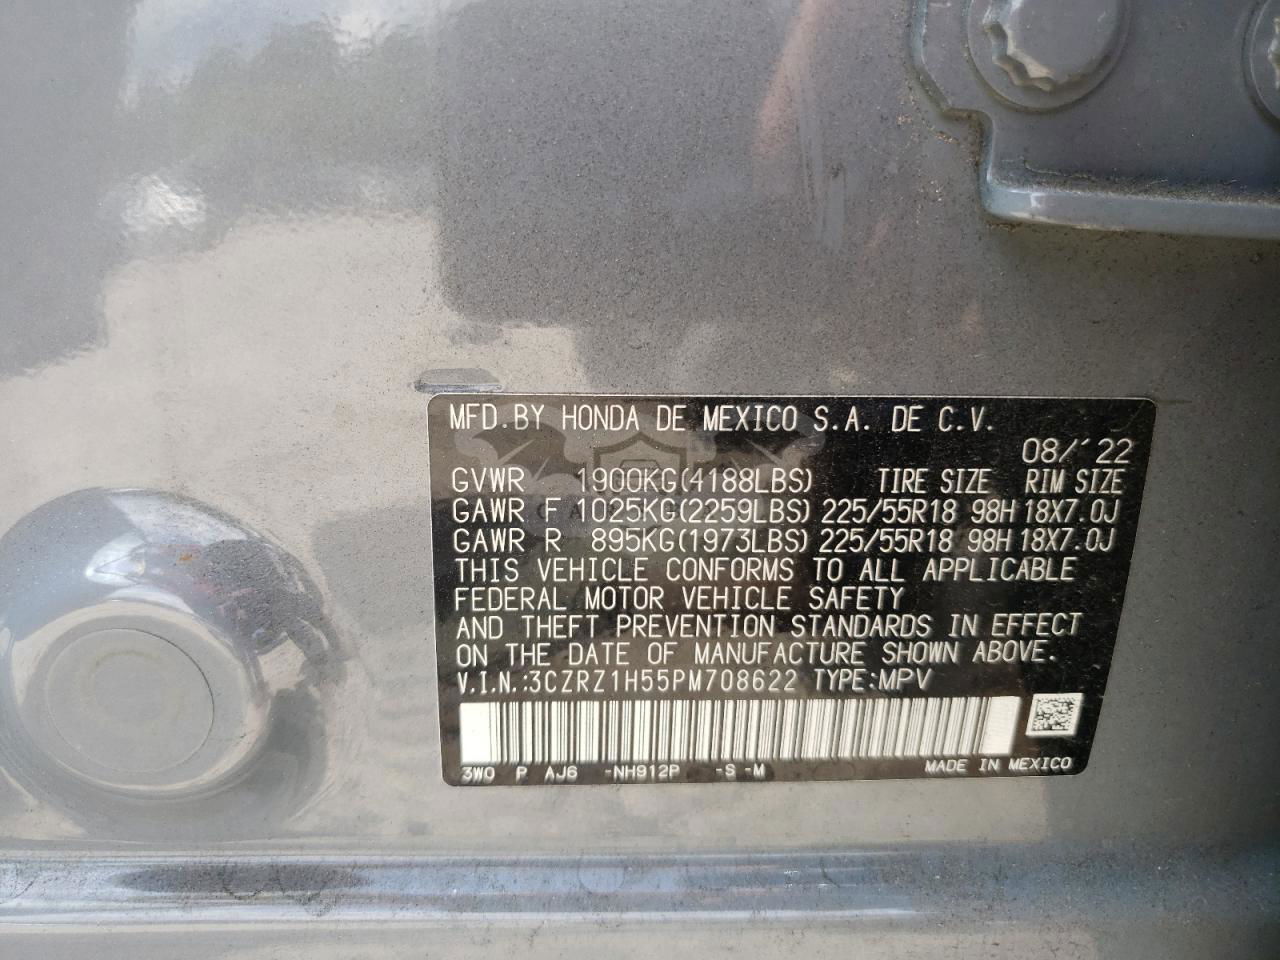 MFD.BY HONDA DE MEXICO S.A. DE C.V.
08/'22
GVWR 1900KG(4188LBS) TIRE SIZE RIM SIZE
GAWR F 1025KG(2259LBS) 225/55R18 98H 18X7.0J
GAWR R 895KG(1973LBS) 225/55R18 98H 18X7.0J
THIS VEHICLE CONFORMS TO ALL APPLICABLE
FEDERAL MOTOR VEHICLE SAFETY
AND THEFT PREVENTION STANDARDS IN EFFECT
ON THE DATE OF MANUFACTURE SHOWN ABOVE.
V.I.N.:3CZRZ1H55PM708622 TYPE:MPV
3W0 P AJ6 -NH912P -S -M MADE IN MEXICO